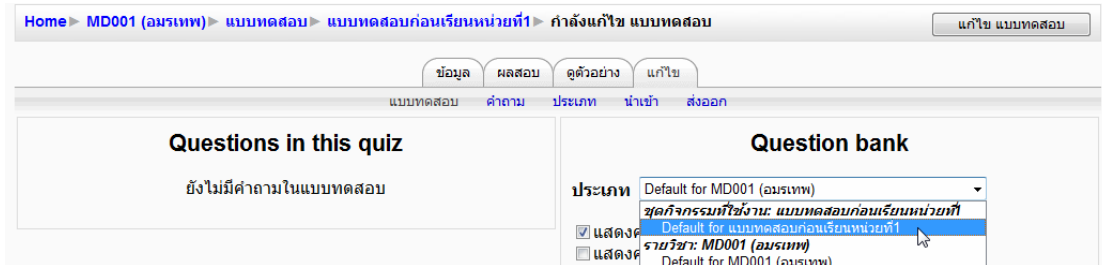 Home► MD001 (อมรเทพ)► แบบทดสอบ► แบบทดสอบก่อนเรียนหน่วยที่1► กำลังแก้ไข แบบทดสอบ
แก้ไข แบบทดสอบ
ข้อมูล ผลสอบ ดูตัวอย่าง แก้ไข
แบบทดสอบ คำถาม ประเภท นำเข้า ส่งออก
Questions in this quiz
ยังไม่มีคำถามในแบบทดสอบ
Question bank
ประเภท Default for MD001 (อมรเทพ)
ชุดกิจกรรมที่ใช้งาน: แบบทดสอบก่อนเรียนหน่วยที่1
Default for แบบทดสอบก่อนเรียนหน่วยที่1
แสดง
รายวิชา: MD001 (อมรเทพ)
แสดง
Default for MD001 (อมรเทพ)